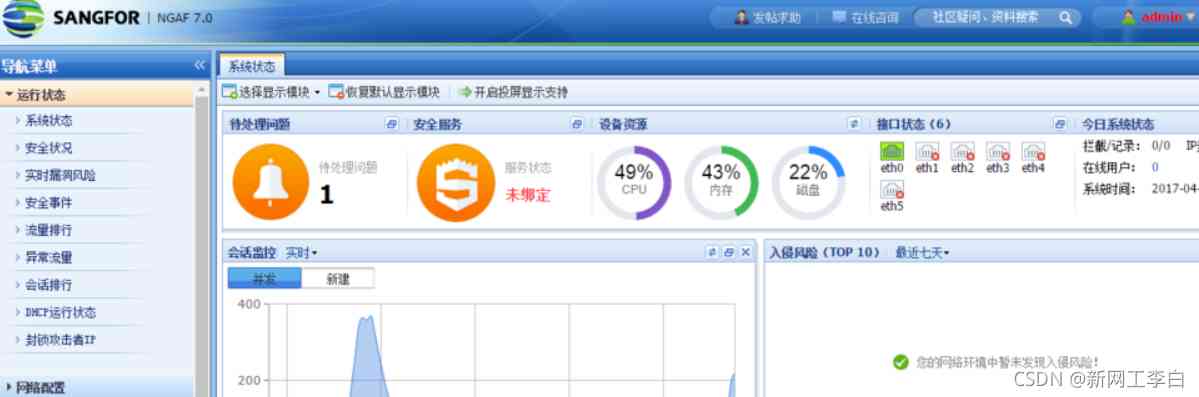 SANGFOR | NGAF 7.0
发帖求助 在线咨询 社区疑问、资料搜索 admin
导航菜单 «
运行状态
系统状态
安全状况
实时漏洞风险
安全事件
流量排行
异常流量
会话排行
DHCP运行状态
封锁攻击者IP
网络配置
系统状态
选择显示模块 恢复默认显示模块 开启投屏显示支持
待处理问题
待处理问题
1
安全服务
服务状态
未绑定
设备资源
49% 43% 22%
CPU 内存 磁盘
接口状态 (6)
eth0 eth1 eth2 eth3 eth4
eth5
今日系统状态
拦截/记录: 0/0
在线用户: 0
系统时间: 2017-04-
会话监控 实时
并发 新建
400
200
入侵风险 (TOP 10) 最近七天
您的网络环境中暂未发现入侵风险!
CSDN @新网工李白